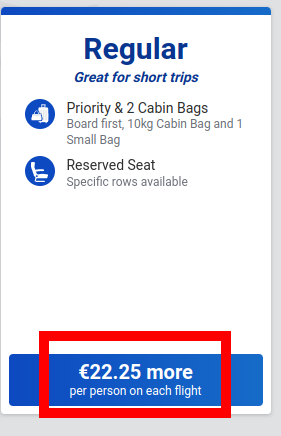 Regular
Great for short trips
Priority & 2 Cabin Bags
Board first, 10kg Cabin Bag and 1
Small Bag
Reserved Seat
Specific rows available
€22.25 more
per person on each flight